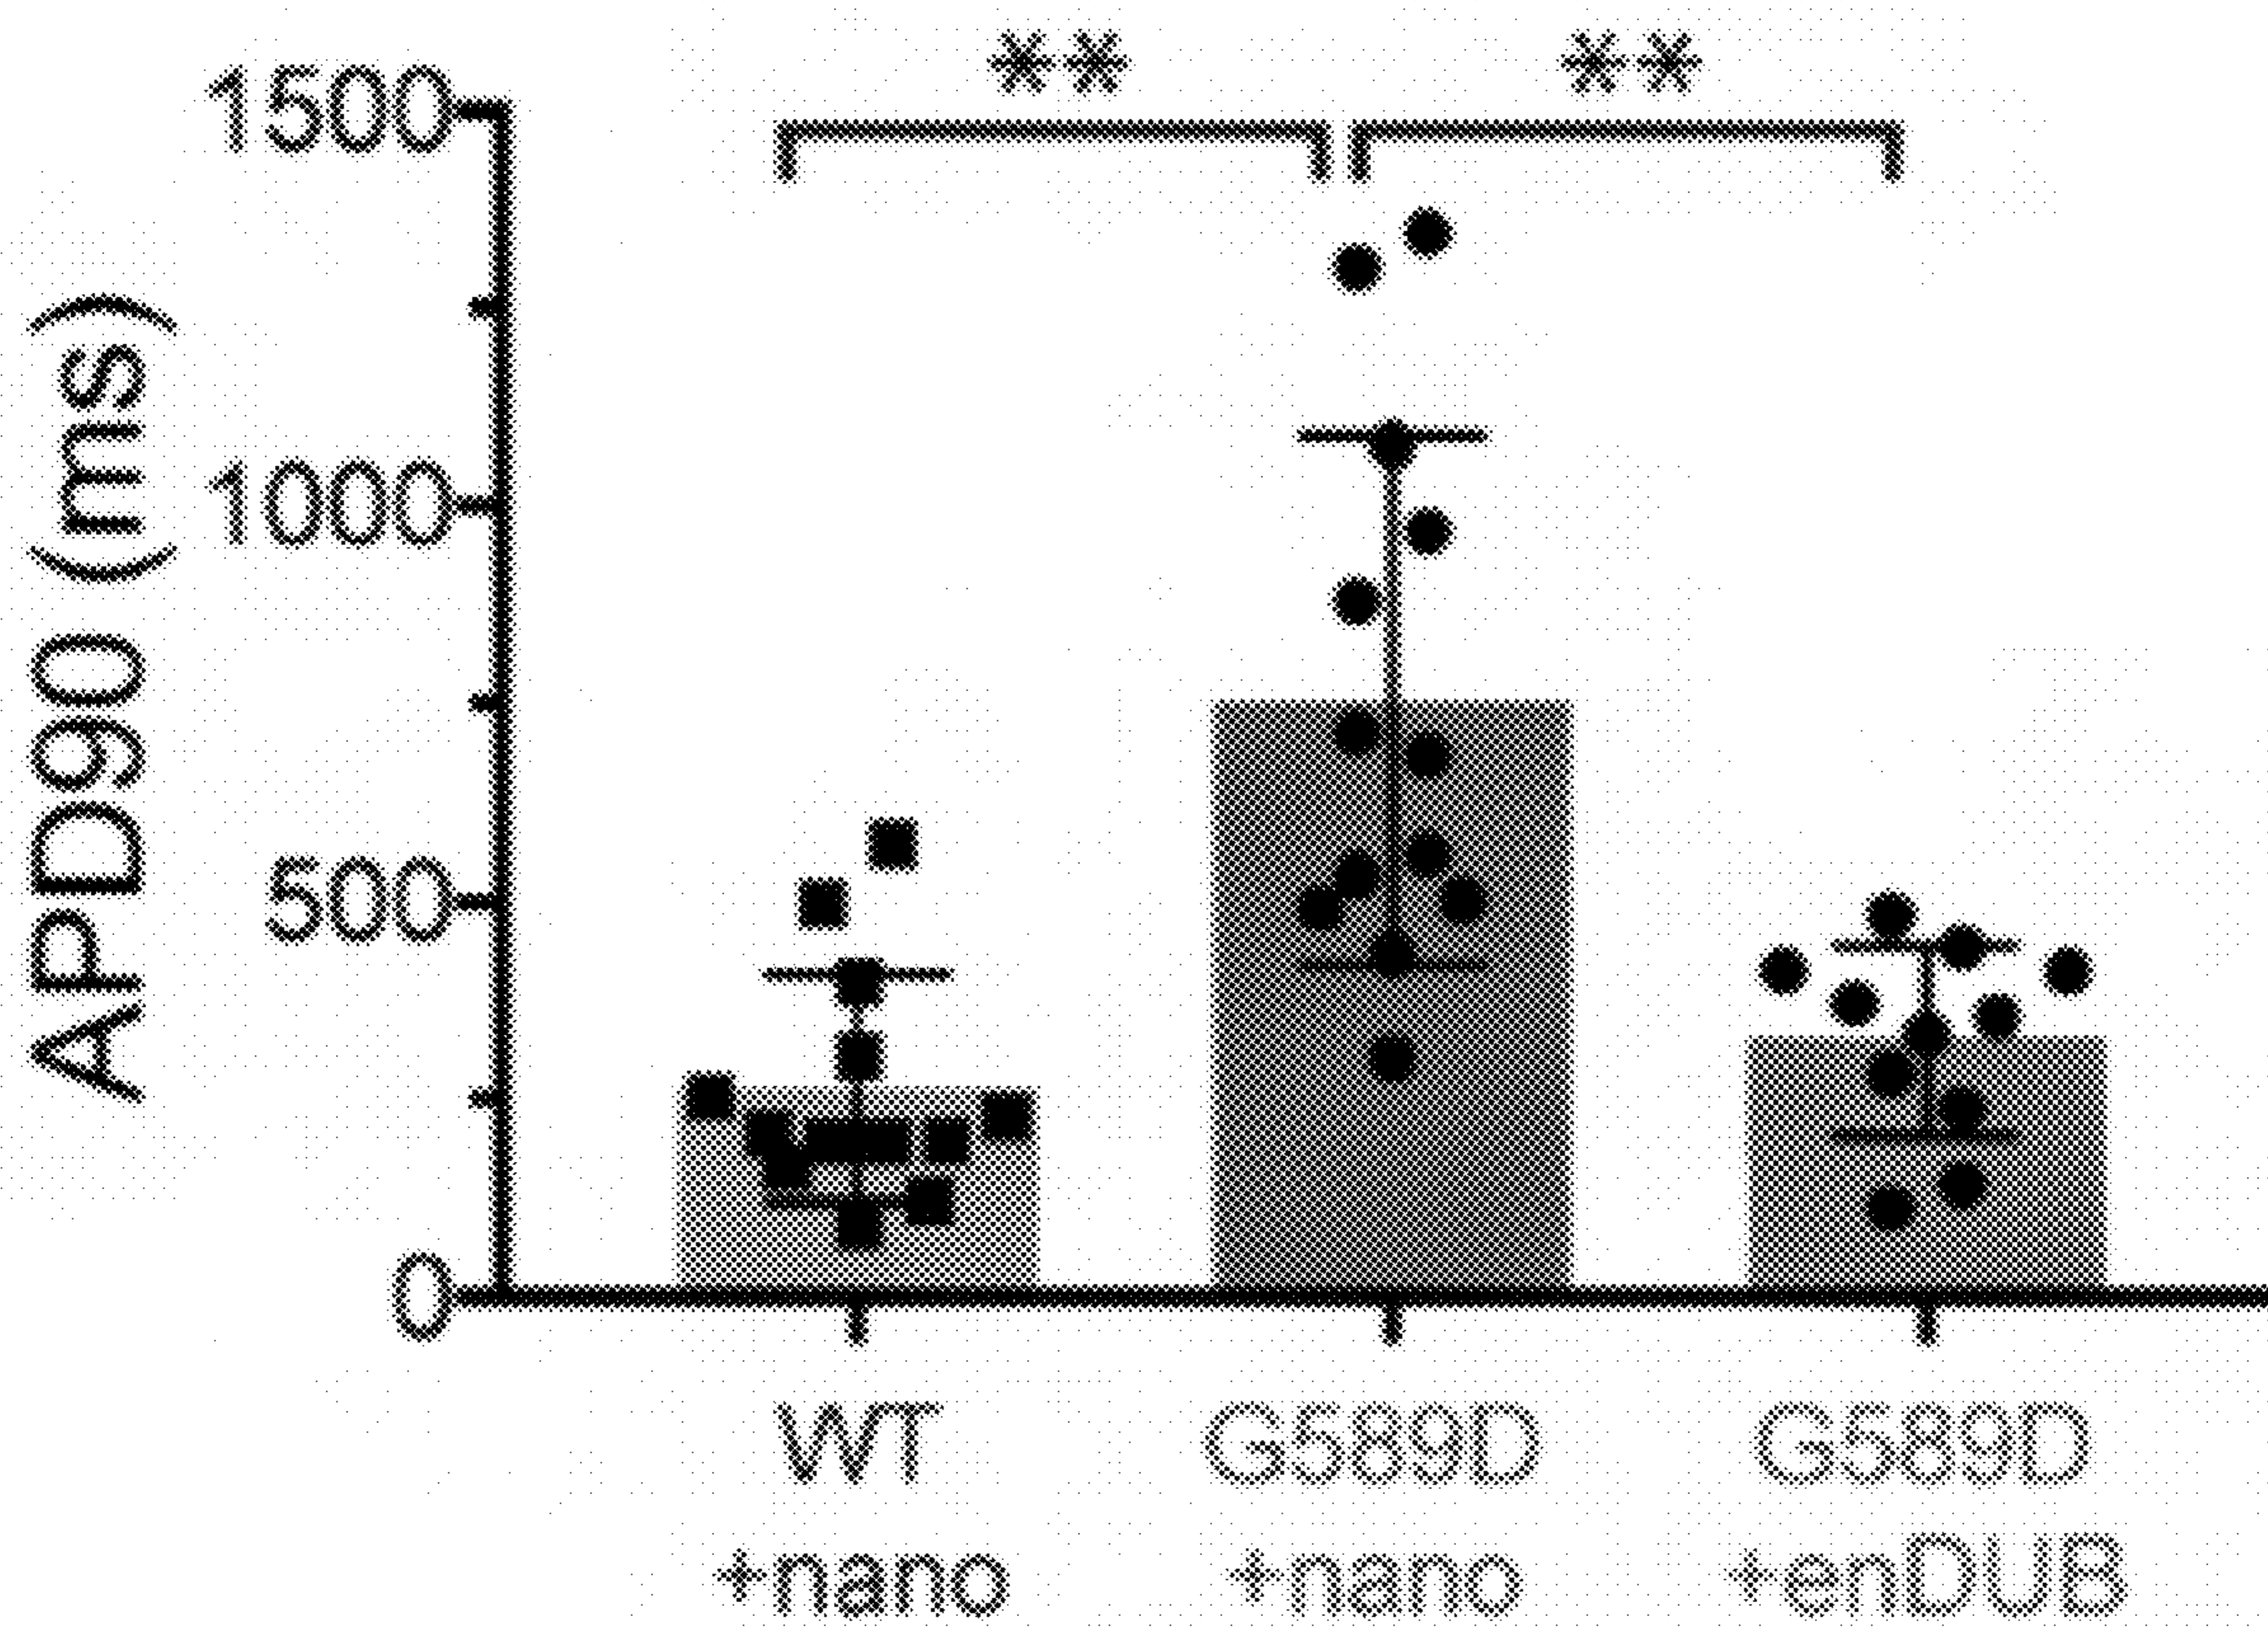 ** **
1500
1000
500
0
APD90 (ms)
WT G589D G589D
+nano +nano +enDUB